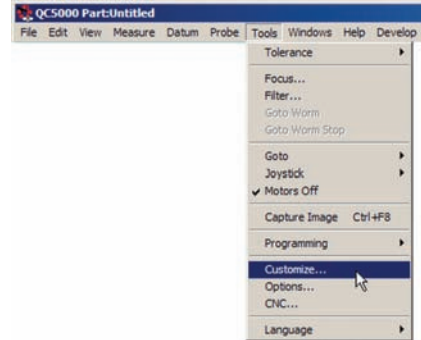 QC5000 Part:Untitled
File Edit View Measure Datum Probe Tools Windows Help Develop
Tolerance
Focus...
Filter...
Goto Worm
Goto Worm Stop
Goto
Joystick
Motors Off
Capture Image Ctrl+F8
Programming
Customize...
Options...
CNC...
Language